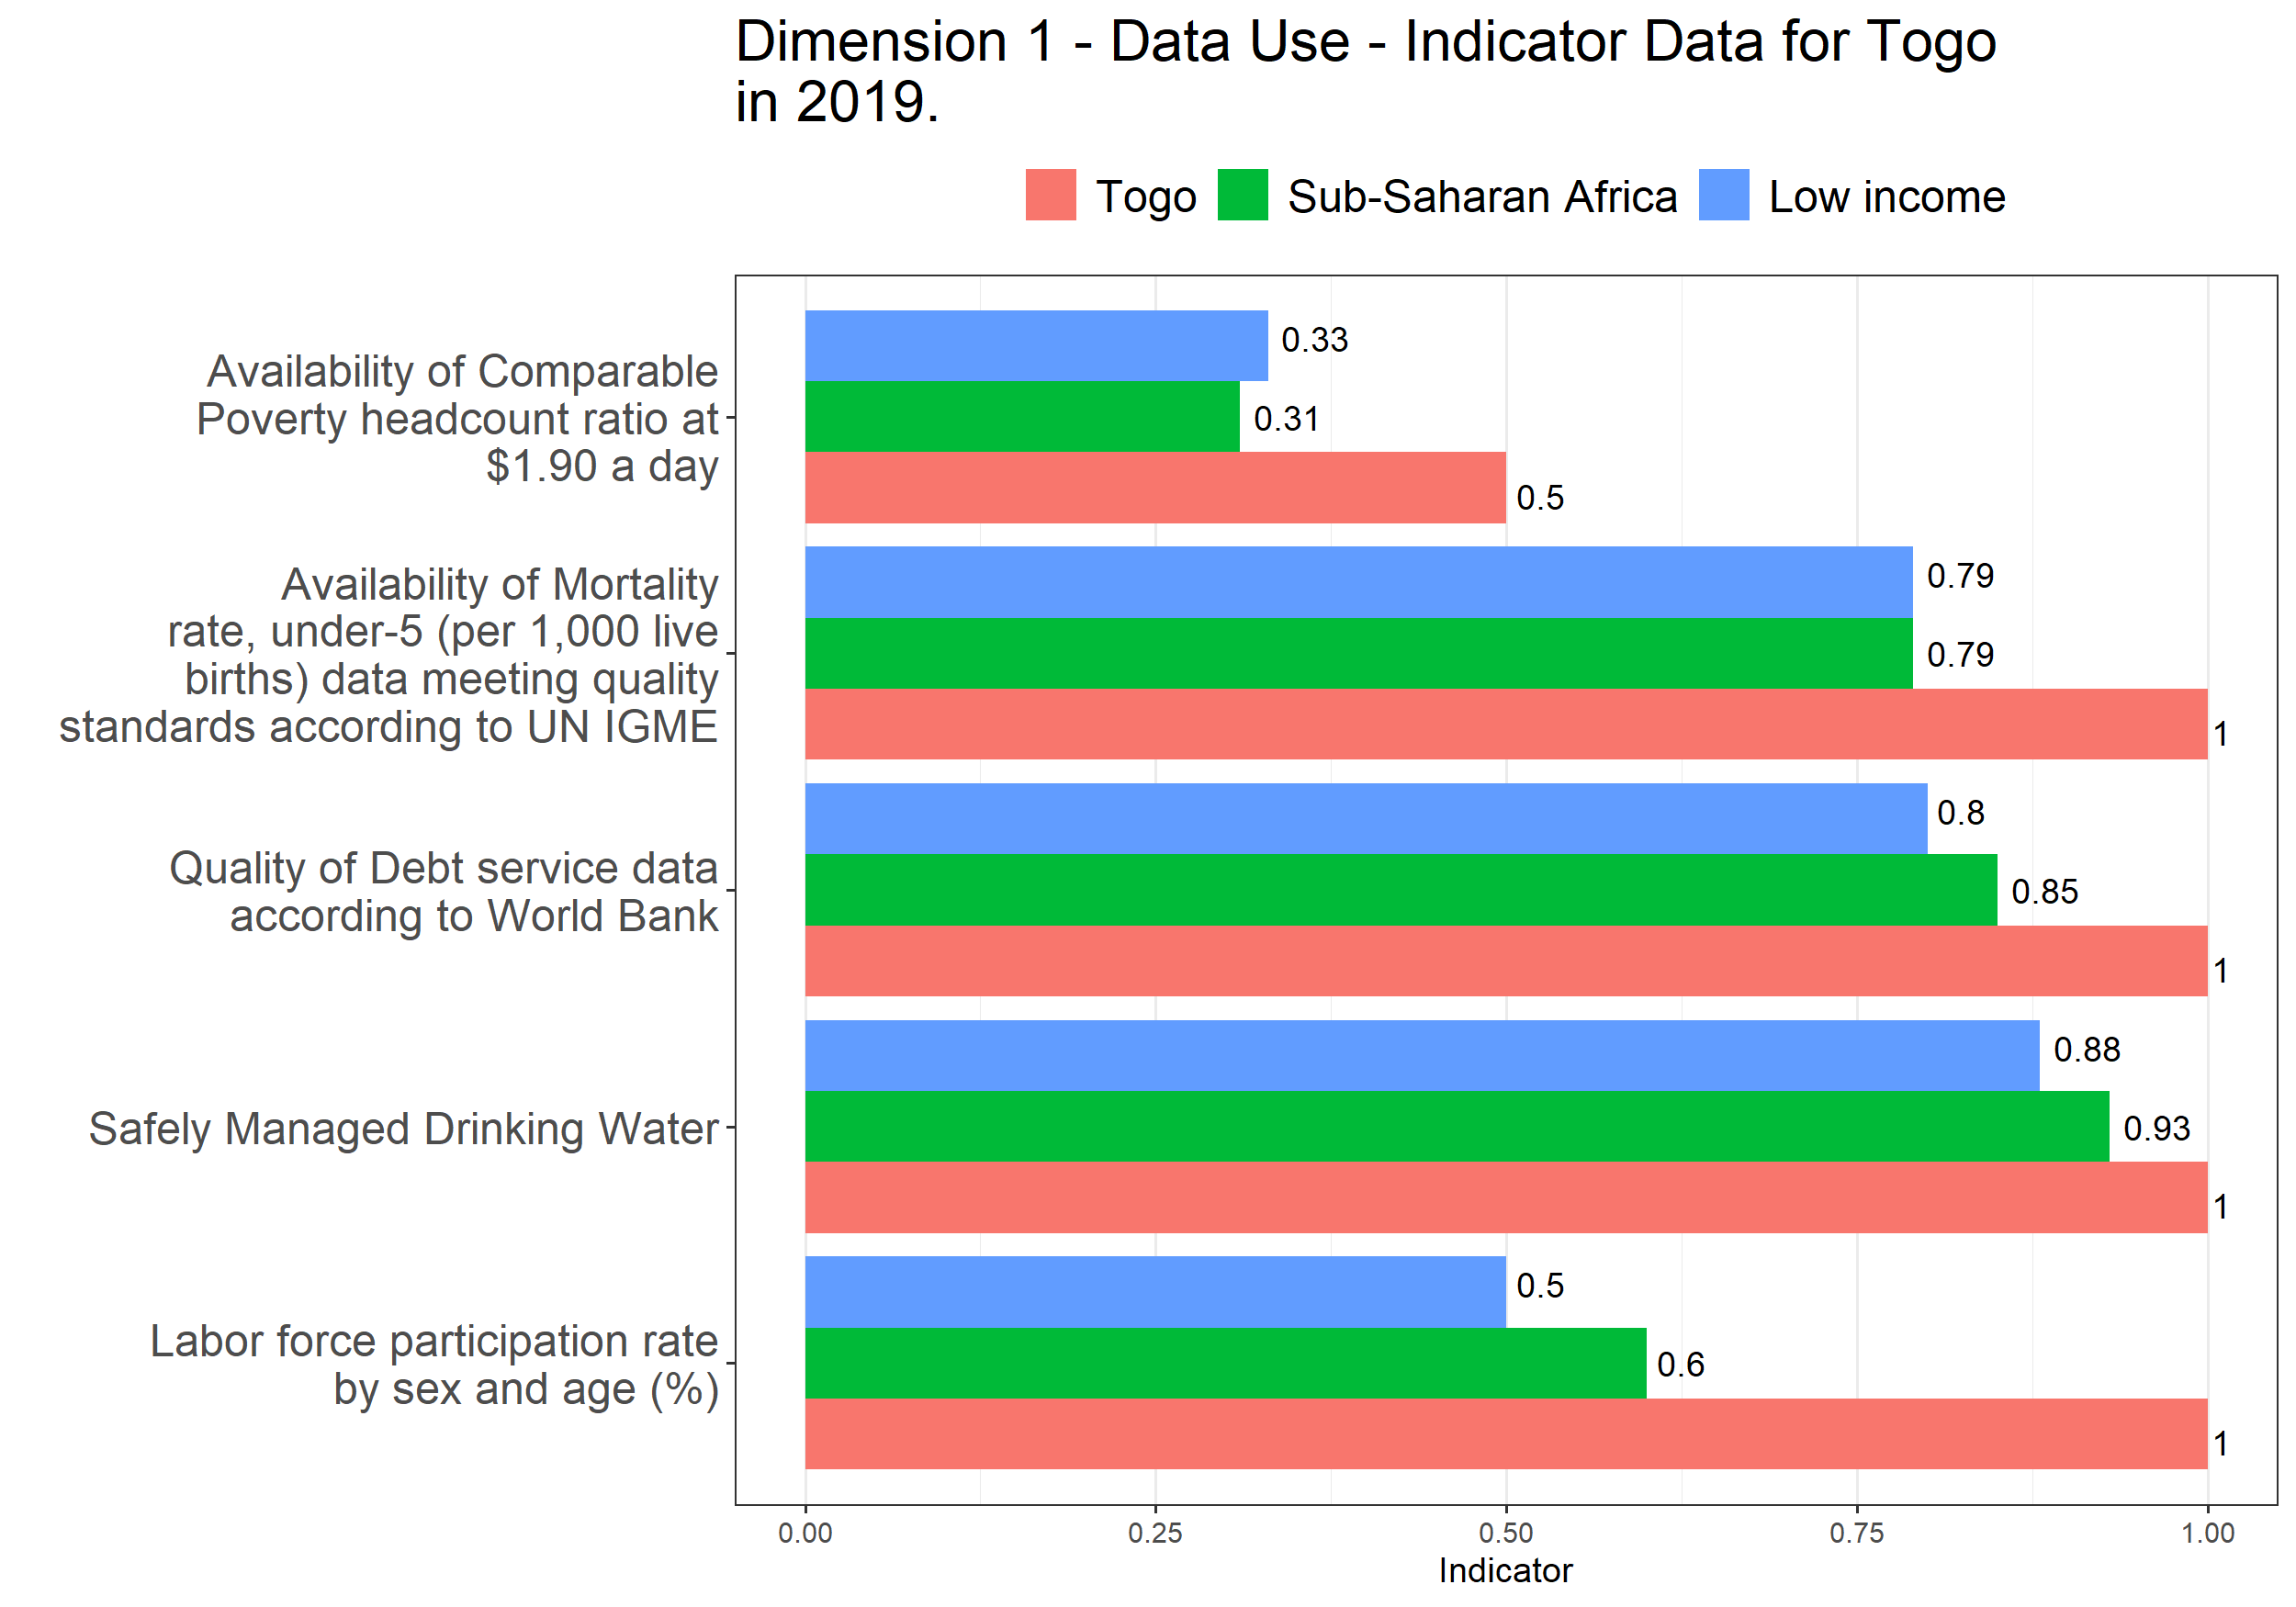 Dimension 1 - Data Use - Indicator Data for Togo
in 2019.
Togo Sub-Saharan Africa Low income
Availability of Comparable
Poverty headcount ratio at
$1.90 a day
0.33
0.31
0.5
Availability of Mortality
rate, under-5 (per 1,000 live
births) data meeting quality
standards according to UN IGME
0.79
0.79
1
Quality of Debt service data
according to World Bank
0.8
0.85
1
Safely Managed Drinking Water
0.88
0.93
1
Labor force participation rate
by sex and age (%)
0.5
0.6
1
0.00 0.25 0.50 0.75 1.00
Indicator